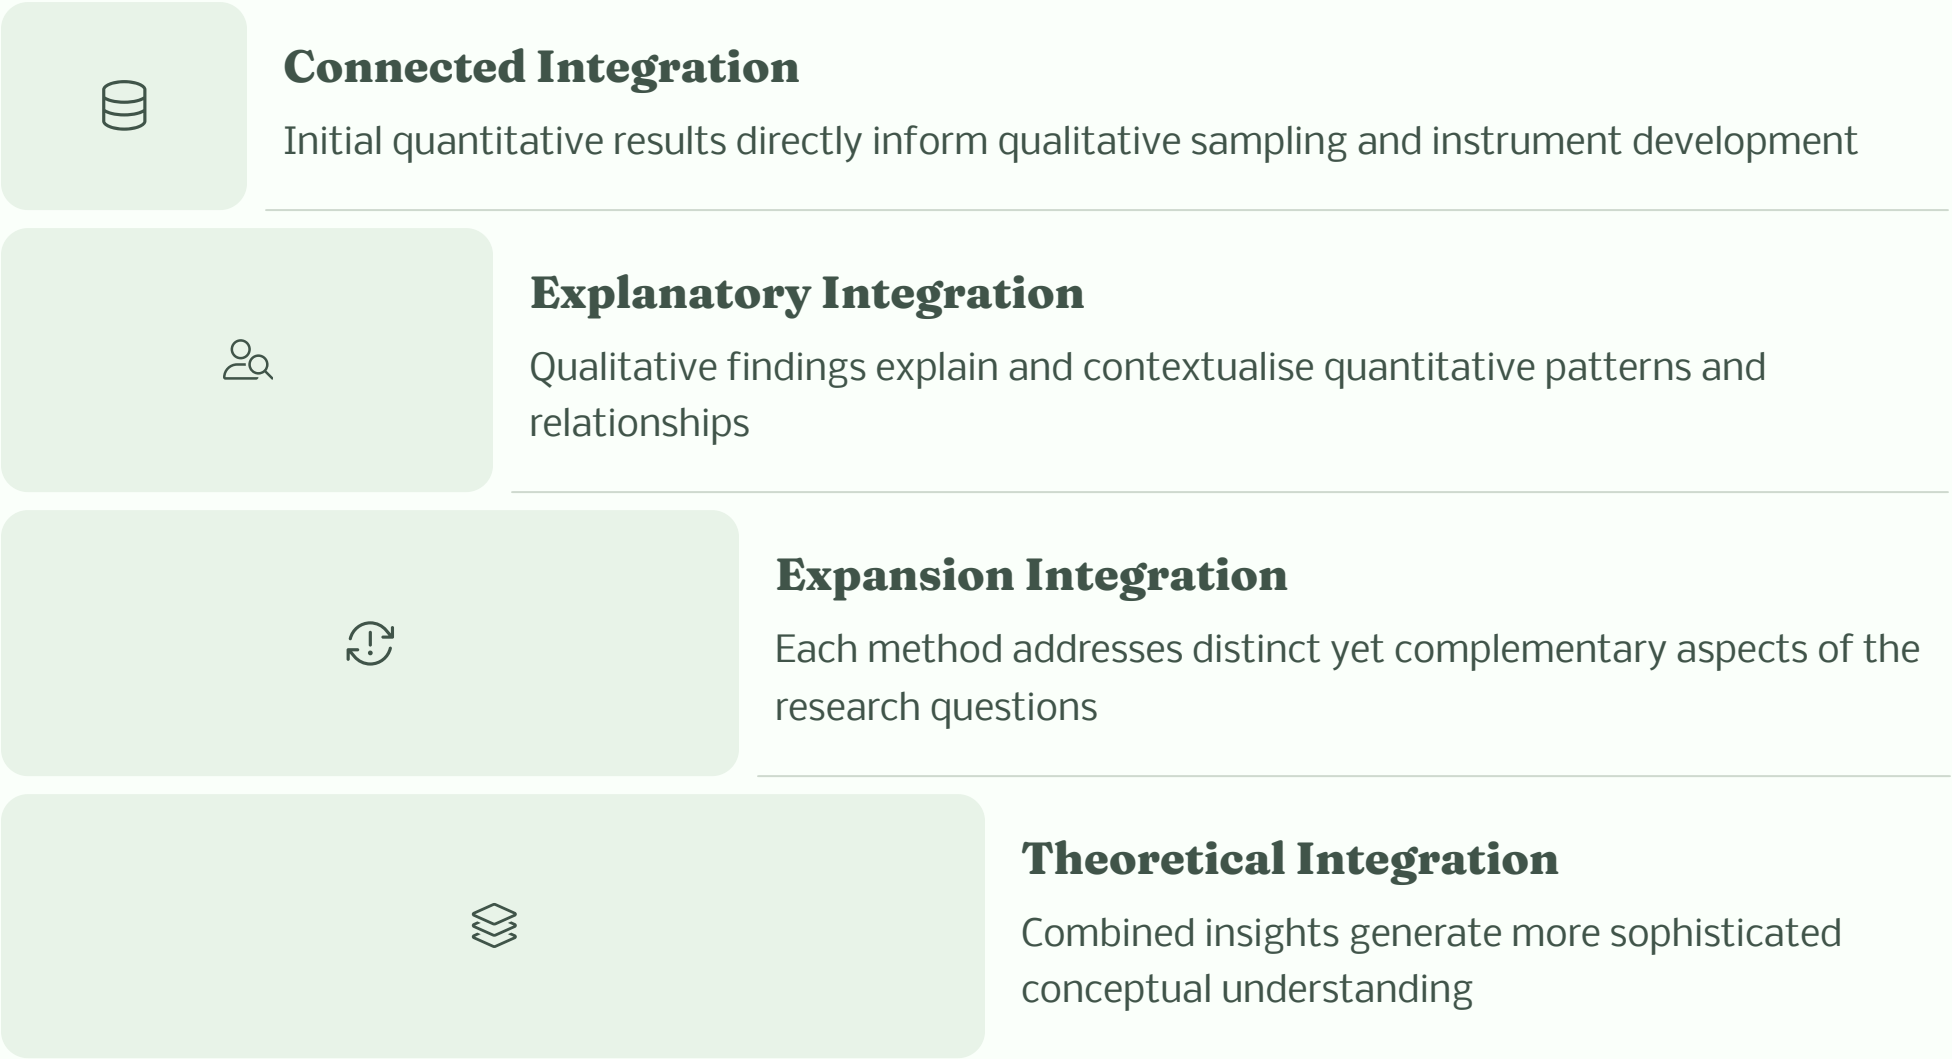 Connected Integration
Initial quantitative results directly inform qualitative sampling and instrument development
Explanatory Integration
Qualitative findings explain and contextualise quantitative patterns and
relationships
Expansion Integration
Each method addresses distinct yet complementary aspects of the
research questions
Theoretical Integration
Combined insights generate more sophisticated
conceptual understanding